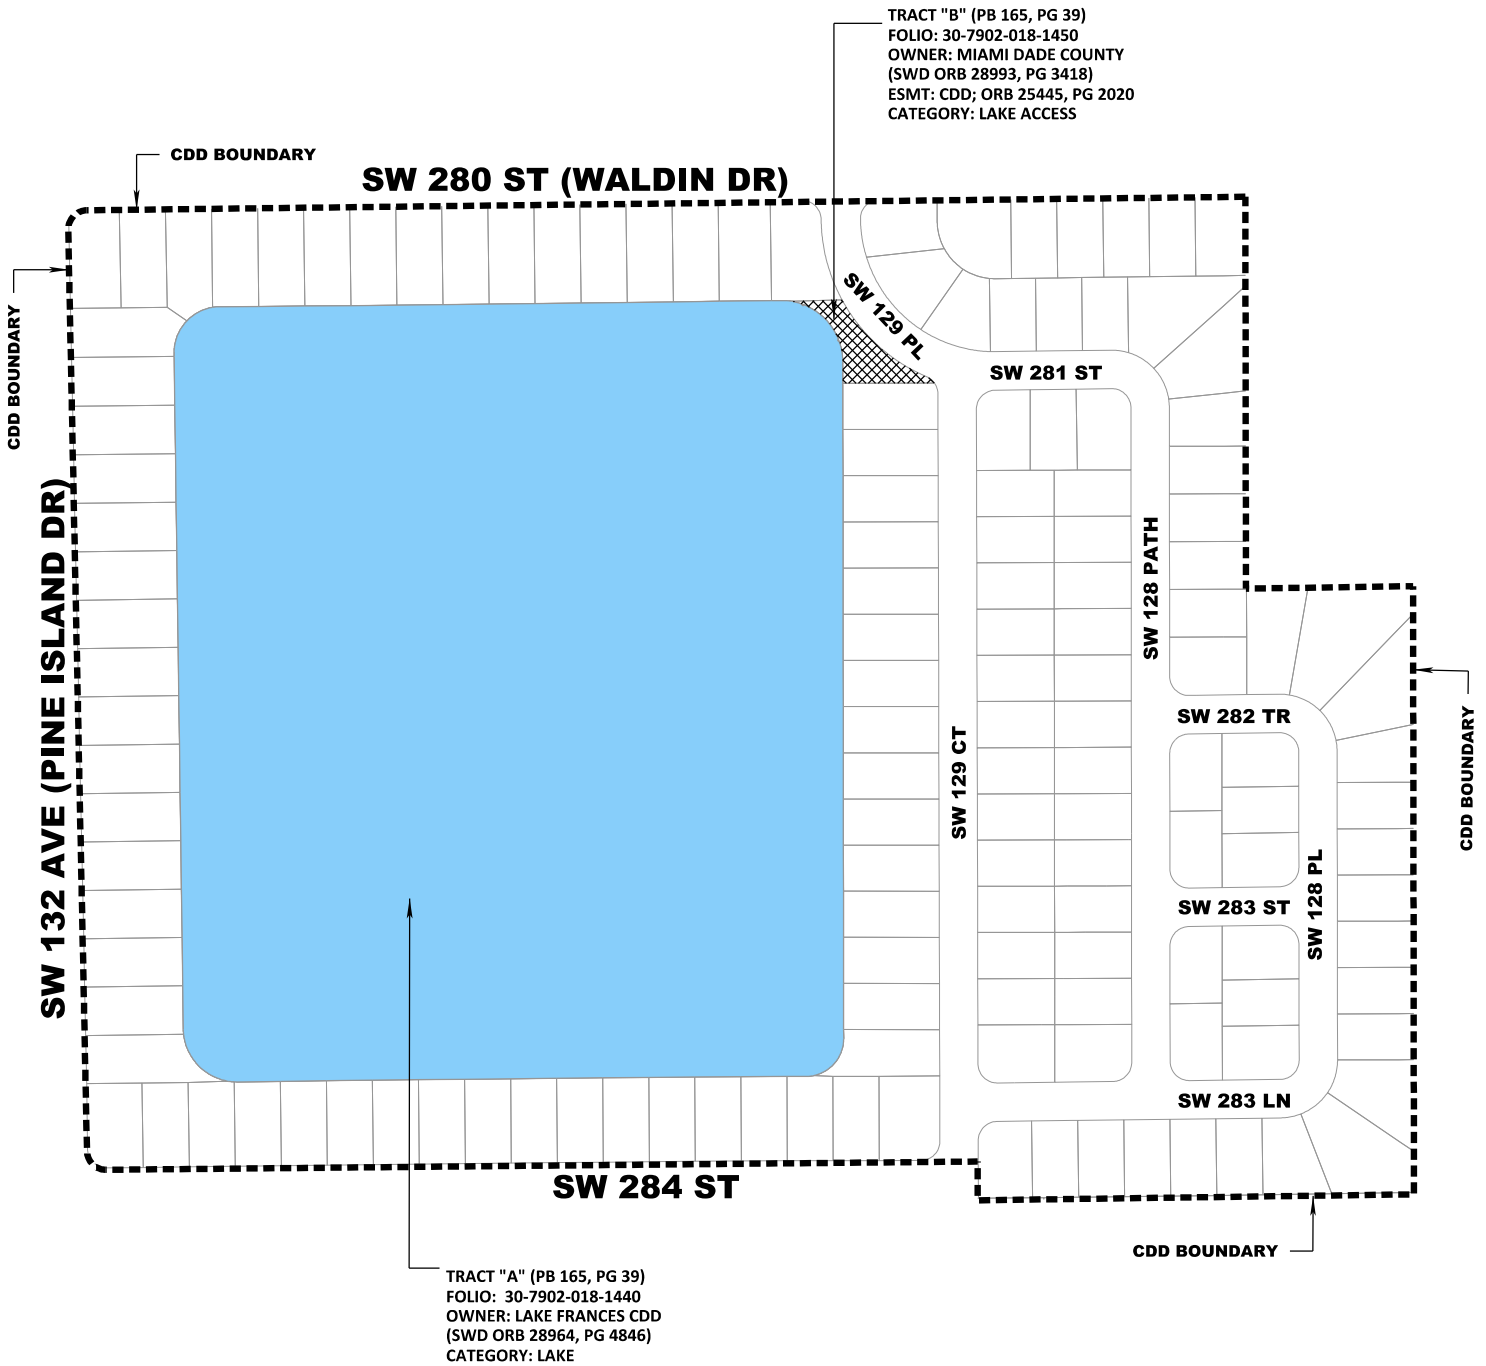 TRACT "B" (PB 165, PG 39)
FOLIO: 30-7902-018-1450
OWNER: MIAMI DADE COUNTY
(SWD ORB 28993, PG 3418)
ESMT: CDD; ORB 25445, PG 2020
CATEGORY: LAKE ACCESS
CDD BOUNDARY
SW 280 ST (WALDIN DR)
CDD BOUNDARY
SW 129 PL
SW 281 ST
SW 132 AVE (PINE ISLAND DR)
SW 128 PATH
SW 129 CT
SW 282 TR
CDD BOUNDARY
SW 283 ST
SW 128 PL
SW 283 LN
SW 284 ST
CDD BOUNDARY
TRACT "A" (PB 165, PG 39)
FOLIO: 30-7902-018-1440
OWNER: LAKE FRANCES CDD
(SWD ORB 28964, PG 4846)
CATEGORY: LAKE